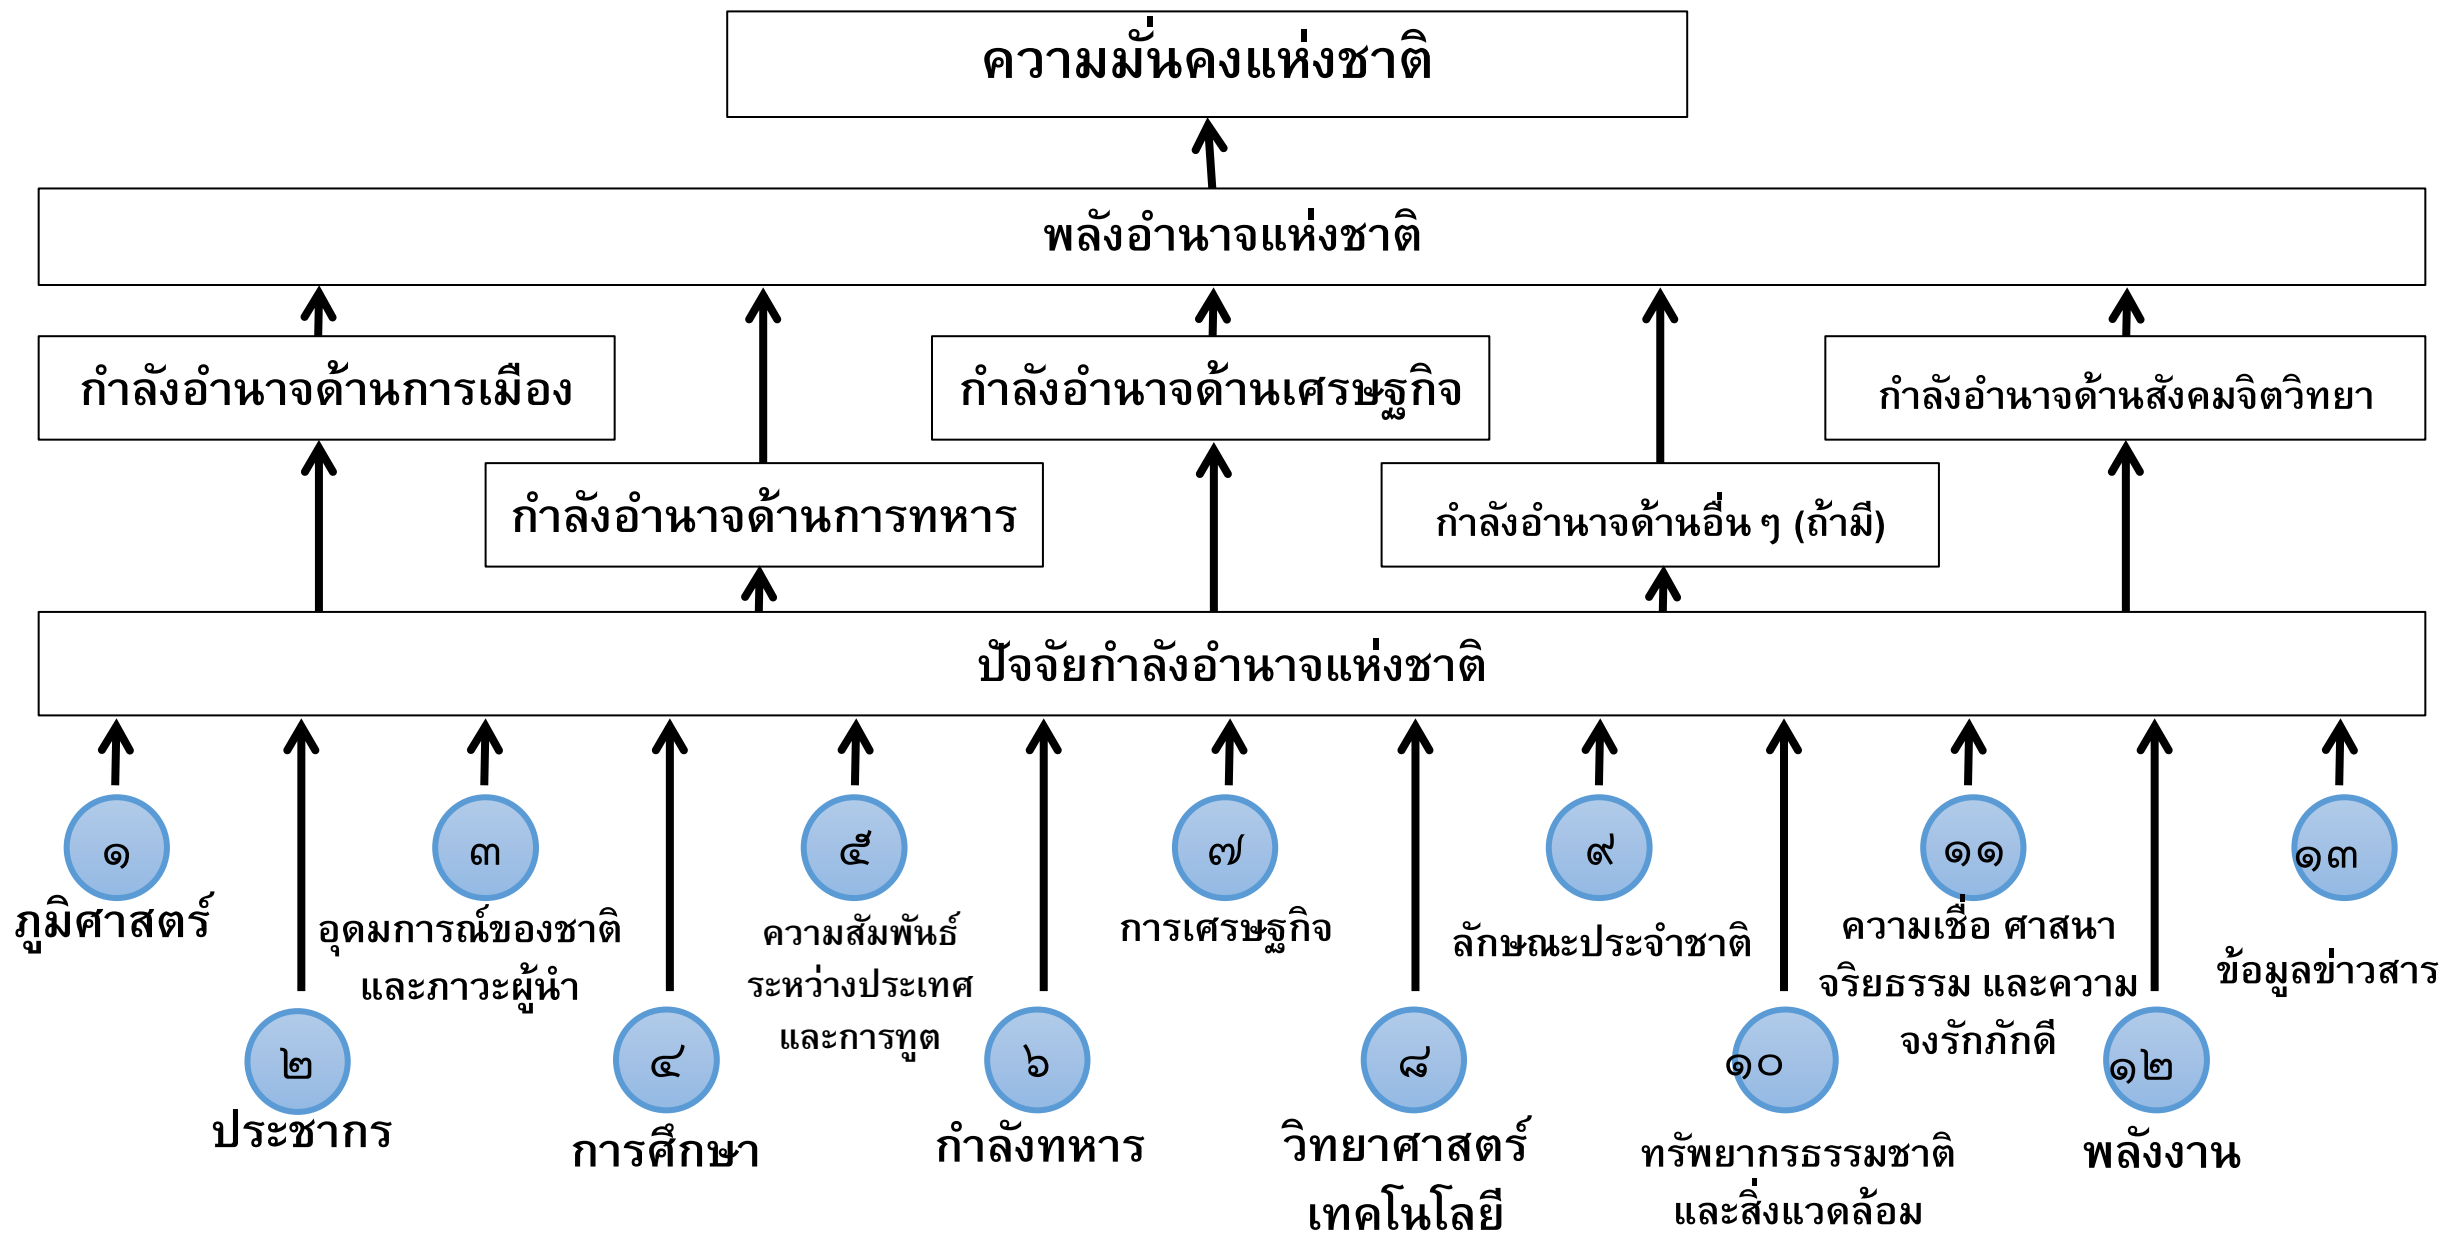 ความมั่นคงแห่งชาติ
พลังอำนาจแห่งชาติ
กำลังอำนาจด้านการเมือง
กำลังอำนาจด้านเศรษฐกิจ
กำลังอำนาจด้านสังคมจิตวิทยา
กำลังอำนาจด้านการทหาร
กำลังอำนาจด้านอื่น ๆ (ถ้ามี)
ปัจจัยกำลังอำนาจแห่งชาติ
๑
ภูมิศาสตร์
๒
ประชากร
๓
อุดมการณ์ของชาติ
และภาวะผู้นำ
๔
การศึกษา
๕
ความสัมพันธ์
ระหว่างประเทศ
และการทูต
๖
กำลังทหาร
๗
การเศรษฐกิจ
๘
วิทยาศาสตร์
เทคโนโลยี
๙
ลักษณะประจำชาติ
๑๐
ทรัพยากรธรรมชาติ
และสิ่งแวดล้อม
๑๑
ความเชื่อ ศาสนา
จริยธรรม และความ
จงรักภักดี
๑๒
พลังงาน
๑๓
ข้อมูลข่าวสาร